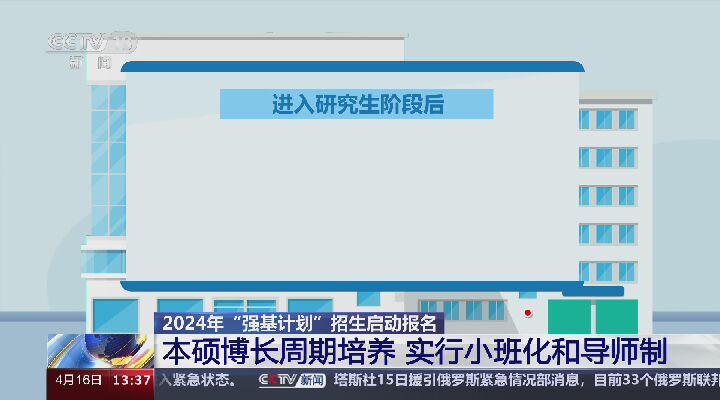 CCTV 13
新闻
进入研究生阶段后
2024年“强基计划”招生启动报名
本硕博长周期培养 实行小班化和导师制
4月16日 13:37 入紧急状态。 CCTV 新闻 塔斯社15日援引俄罗斯紧急情况部消息，目前33个俄罗斯联邦